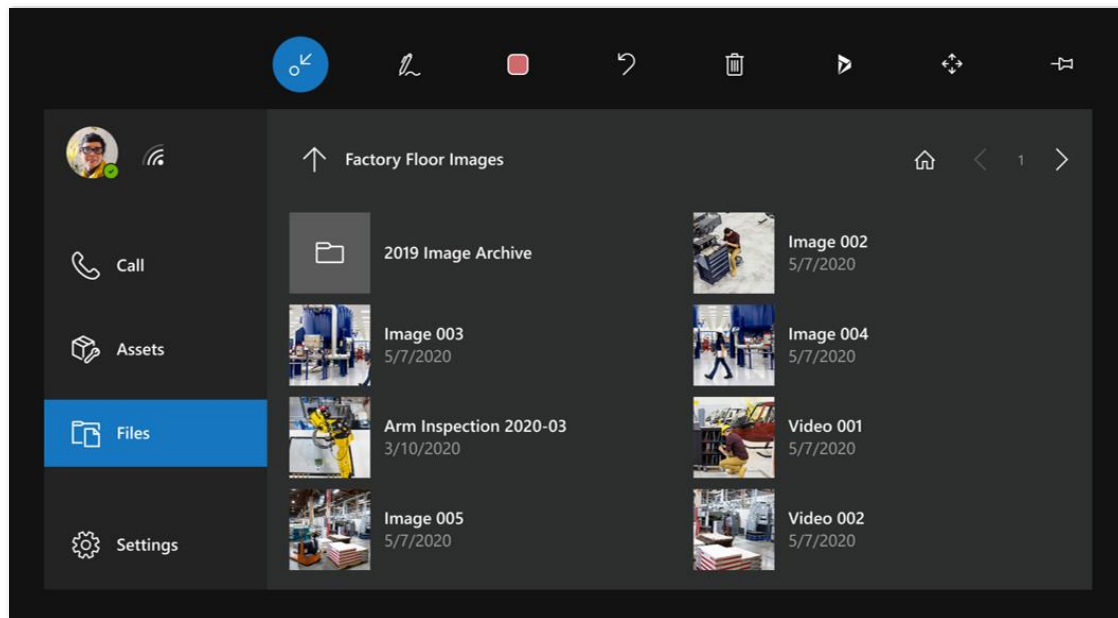 Factory Floor Images
1
Call
Assets
Files
Settings
2019 Image Archive
Image 002
5/7/2020
Image 003
5/7/2020
Image 004
5/7/2020
Arm Inspection 2020-03
3/10/2020
Video 001
5/7/2020
Image 005
5/7/2020
Video 002
5/7/2020